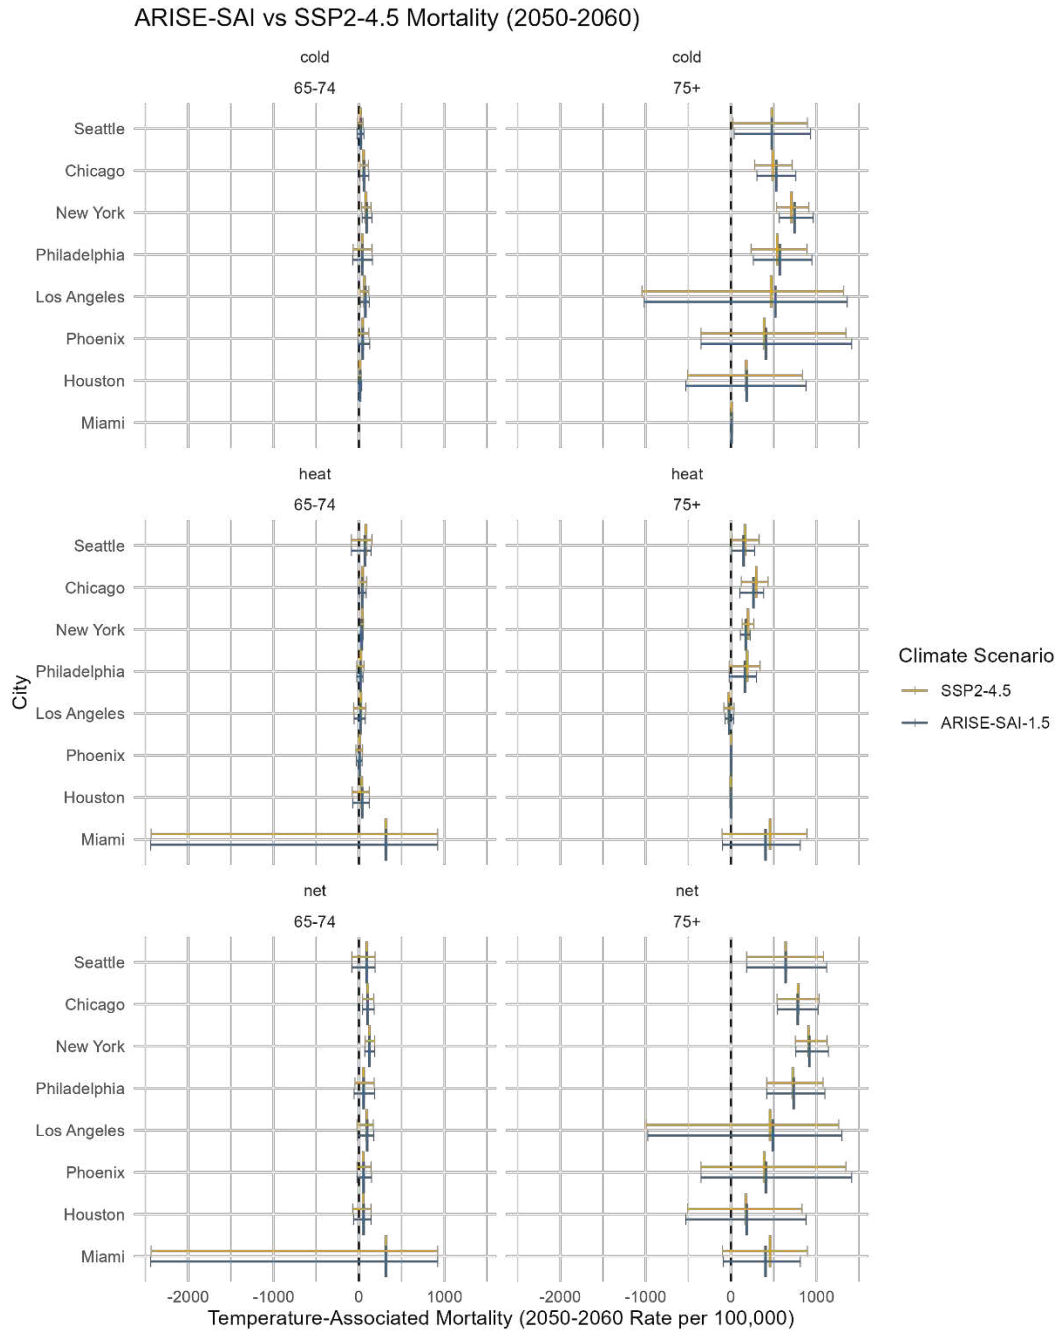 ARISE-SAI vs SSP2-4.5 Mortality (2050-2060)
cold cold
65-74 75+
Seattle
Chicago
New York
Philadelphia
Los Angeles
Phoenix
Houston
Miami
heat heat
65-74 75+
Seattle
Chicago
New York
Philadelphia
Los Angeles
Phoenix
Houston
Miami
City
Climate Scenario
SSP2-4.5
ARISE-SAI-1.5
net net
65-74 75+
Seattle
Chicago
New York
Philadelphia
Los Angeles
Phoenix
Houston
Miami
-2000 -1000 0 1000 -2000 -1000 0 1000
Temperature-Associated Mortality (2050-2060 Rate per 100,000)